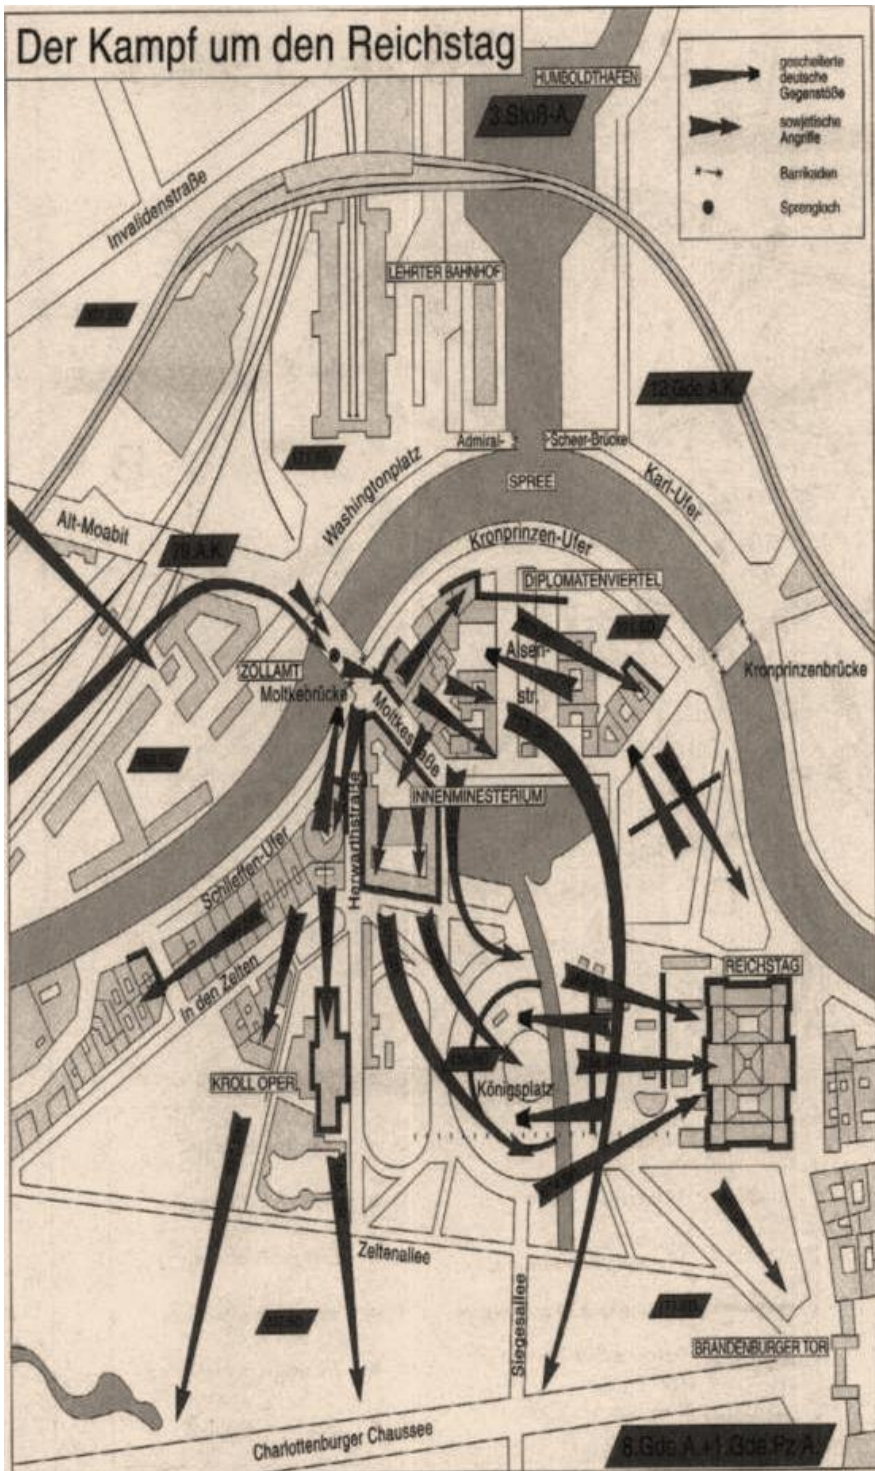 Der Kampf um den Reichstag
HUMBOLDTHAFEN
3.Stoß-A.
gescheiterte
deutsche
Gegenstöße
sowjetische
Angriffe
Barrikaden
Sprengloch
Invalidenstraße
LEHRTER BAHNHOF
12.Gde.A.K.
Admiral-
Scheer-Brücke
Washingtonplatz
SPREE
Karl-Ufer
Alt-Moabit
Kronprinzen-Ufer
79.A.K.
DIPLOMATENVIERTEL
ZOLLAMT
Alsen-
str.
Kronprinzenbrücke
Moltkebrücke
Moltkestraße
INNENMINESTERIUM
Herwarthstraße
Schlieffen-Ufer
In den Zelten
REICHSTAG
KROLL OPER
Königsplatz
Zeltenallee
Siegesallee
BRANDENBURGER TOR
Charlottenburger Chaussee
8.Gde.A.+1.Gde.Pz.A.